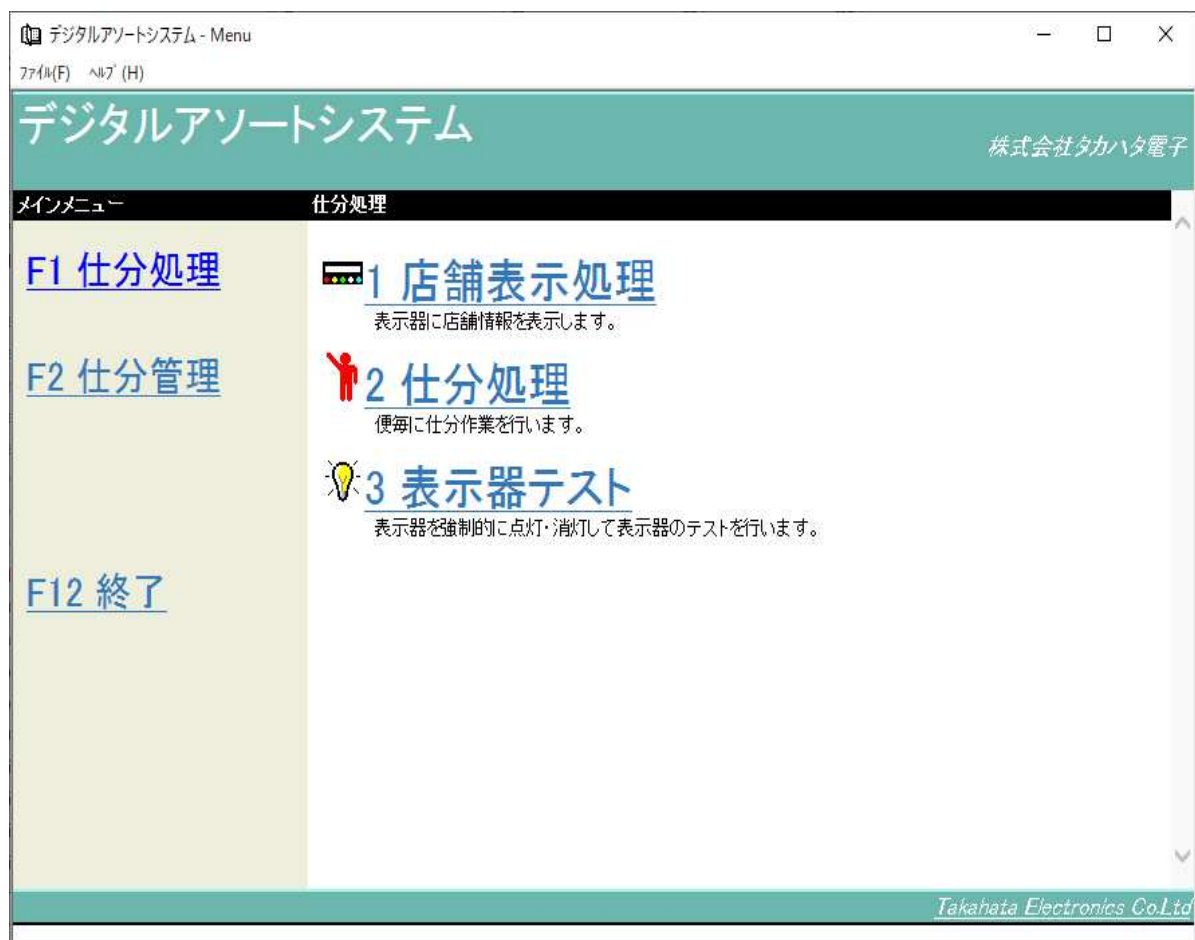 デジタルアソートシステム - Menu
ファイル(F) ヘルプ(H)
デジタルアソートシステム
株式会社タカハタ電子
メインメニュー 仕分処理
F1 仕分処理
1 店舗表示処理
表示器に店舗情報を表示します。
F2 仕分管理
2 仕分処理
便毎に仕分作業を行います。
3 表示器テスト
表示器を強制的に点灯・消灯して表示器のテストを行います。
F12 終了
Takahata Electronics Co.Ltd